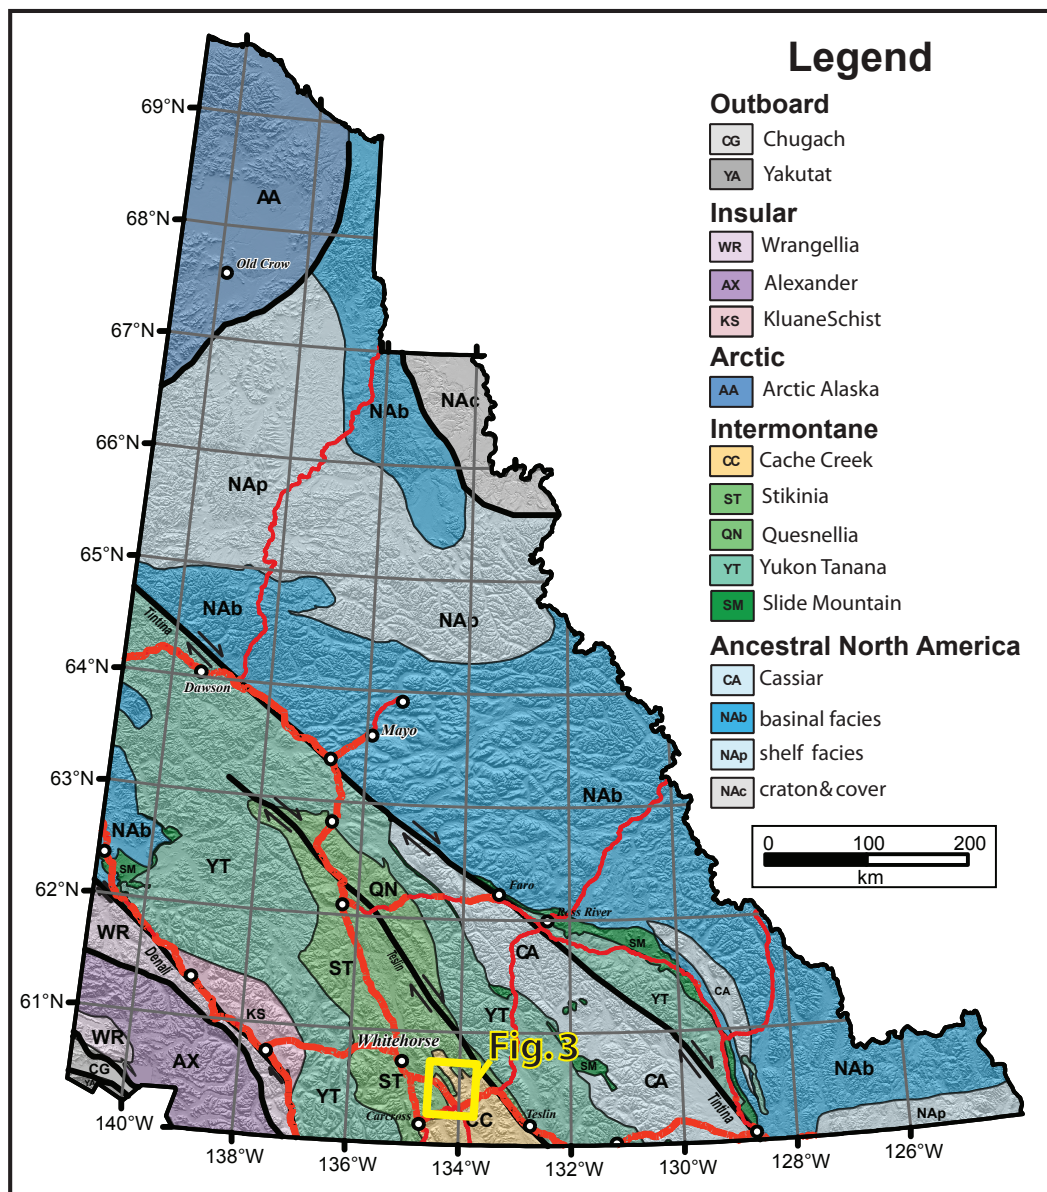 Legend
Outboard
CG Chugach
YA Yakutat
Insular
WR Wrangellia
AX Alexander
KS KluaneSchist
Arctic
AA Arctic Alaska
Intermontane
CC Cache Creek
ST Stikinia
QN Quesnellia
YT Yukon Tanana
SM Slide Mountain
Ancestral North America
CA Cassiar
NAb basinal facies
NAp shelf facies
NAc craton & cover
0 100 200
km
69°N
68°N
67°N
66°N
65°N
64°N
63°N
62°N
61°N
140°W
138°W
136°W
134°W
132°W
130°W
128°W
126°W
AA
Old Crow
NAb
NAc
NAp
NAb
NAp
Tintina
Dawson
Mayo
NAb
NAb
SM
YT
QN
Faro
Ross River
WR
Denali
ST
Teslin
CA
SM
CA
YT
KS
YT
WR
AX
CG
YA
Whitehorse
Fig. 3
SM
CA
NAb
YT
ST
Carcross
CC
Teslin
Tintina
NAp